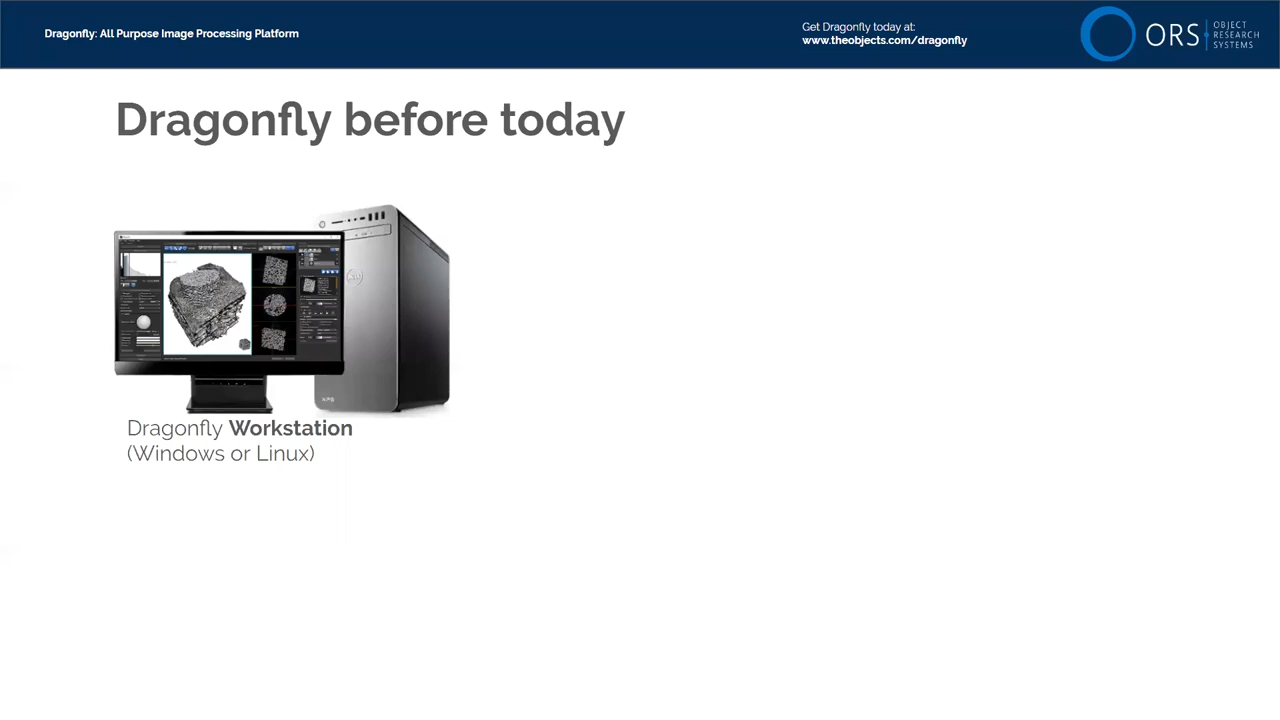 Dragonfly: All Purpose Image Processing Platform
Get Dragonfly today at:
www.theobjects.com/dragonfly
ORS
OBJECT
RESEARCH
SYSTEMS
Dragonfly before today
XPS
Dragonfly Workstation
(Windows or Linux)